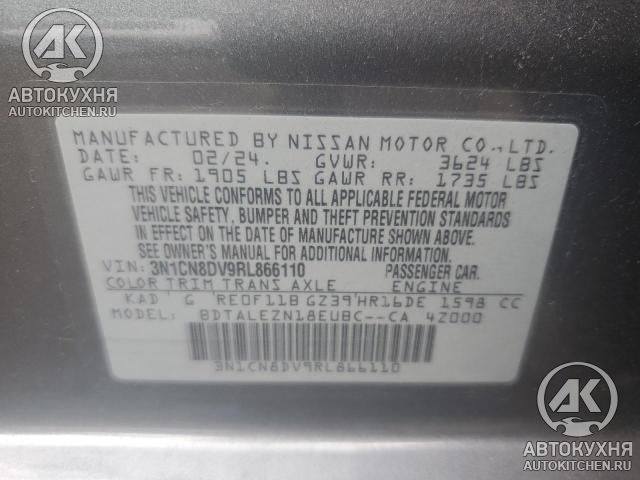 AK
АВТОКУХНЯ
AUTOKITCHEN.RU
MANUFACTURED BY NISSAN MOTOR CO., LTD.
DATE: 02/24. GVWR: 3624 LBS
GAWR FR: 1905 LBS GAWR RR: 1735 LBS
THIS VEHICLE CONFORMS TO ALL APPLICABLE FEDERAL MOTOR
VEHICLE SAFETY, BUMPER AND THEFT PREVENTION STANDARDS
IN EFFECT ON THE DATE OF MANUFACTURE SHOWN ABOVE.
SEE OWNER'S MANUAL FOR ADDITIONAL INFORMATION.
VIN: 3N1CN8DV9RL866110 PASSENGER CAR.
COLOR TRIM TRANS AXLE ENGINE
KAD G RE0F11B GZ39 HR16DE 1598 CC
MODEL BDTALEZN18EUBC--CA 4Z000
3N1CN8DV9RL866110
AK
АВТОКУХНЯ
AUTOKITCHEN.RU